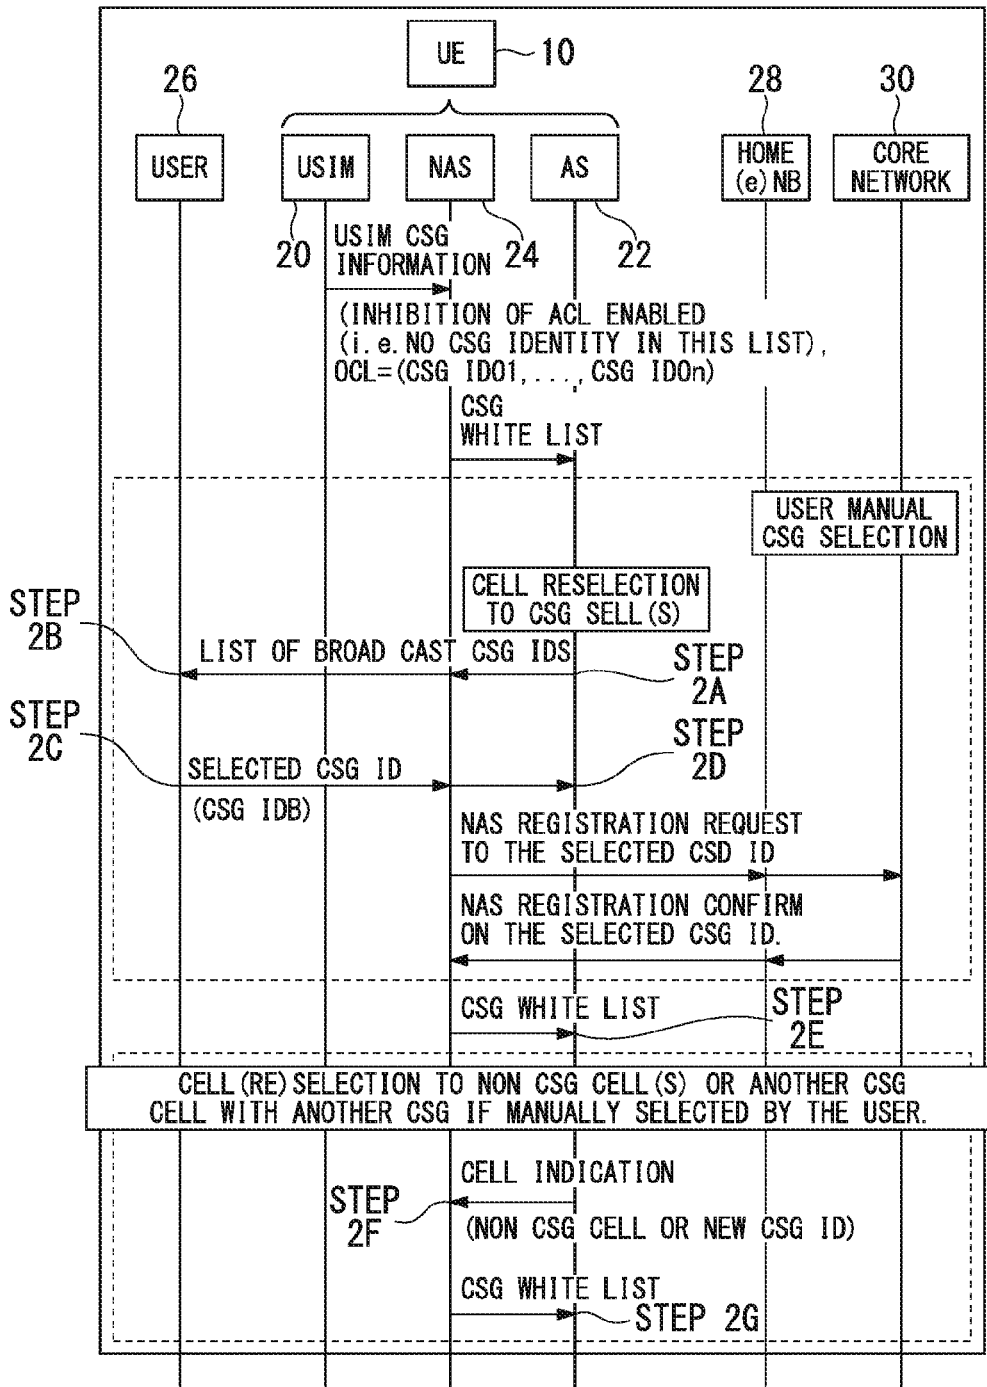 UE
10
26
28
30
USER
USIM
NAS
AS
HOME
(e)NB
CORE
NETWORK
20
24
22
USIM CSG
INFORMATION
(INHIBITION OF ACL ENABLED
(i.e.NO CSG IDENTITY IN THIS LIST),
OCL=(CSG ID01,...,CSG ID0n)
CSG
WHITE LIST
USER MANUAL
CSG SELECTION
CELL RESELECTION
TO CSG SELL(S)
STEP
2B
LIST OF BROAD CAST CSG IDS
STEP
2A
STEP
2C
SELECTED CSG ID
(CSG IDB)
STEP
2D
NAS REGISTRATION REQUEST
TO THE SELECTED CSD ID
NAS REGISTRATION CONFIRM
ON THE SELECTED CSG ID.
CSG WHITE LIST
STEP
2E
CELL(RE)SELECTION TO NON CSG CELL(S) OR ANOTHER CSG
CELL WITH ANOTHER CSG IF MANUALLY SELECTED BY THE USER.
CELL INDICATION
STEP
2F
(NON CSG CELL OR NEW CSG ID)
CSG WHITE LIST
STEP 2G